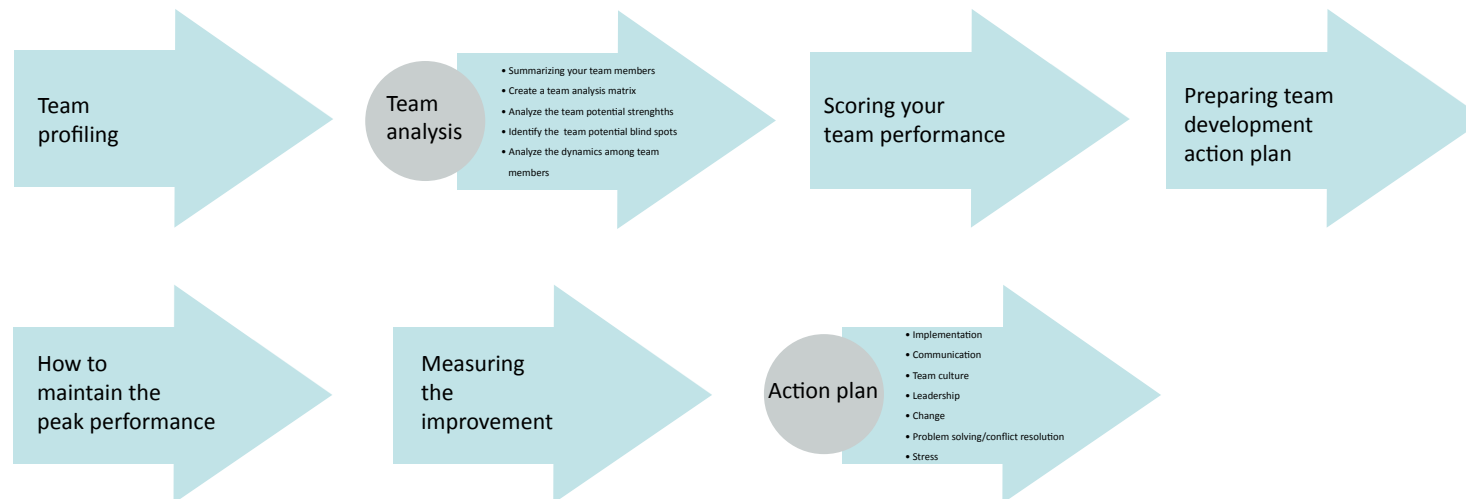 Team
profiling
Team
analysis
• Summarizing your team members
• Create a team analysis matrix
• Analyze the team potential strenghths
• Identify the team potential blind spots
• Analyze the dynamics among team
members
Scoring your
team performance
Preparing team
development
action plan
How to
maintain the
peak performance
Measuring
the
improvement
Action plan
• Implementation
• Communication
• Team culture
• Leadership
• Change
• Problem solving/conflict resolution
• Stress